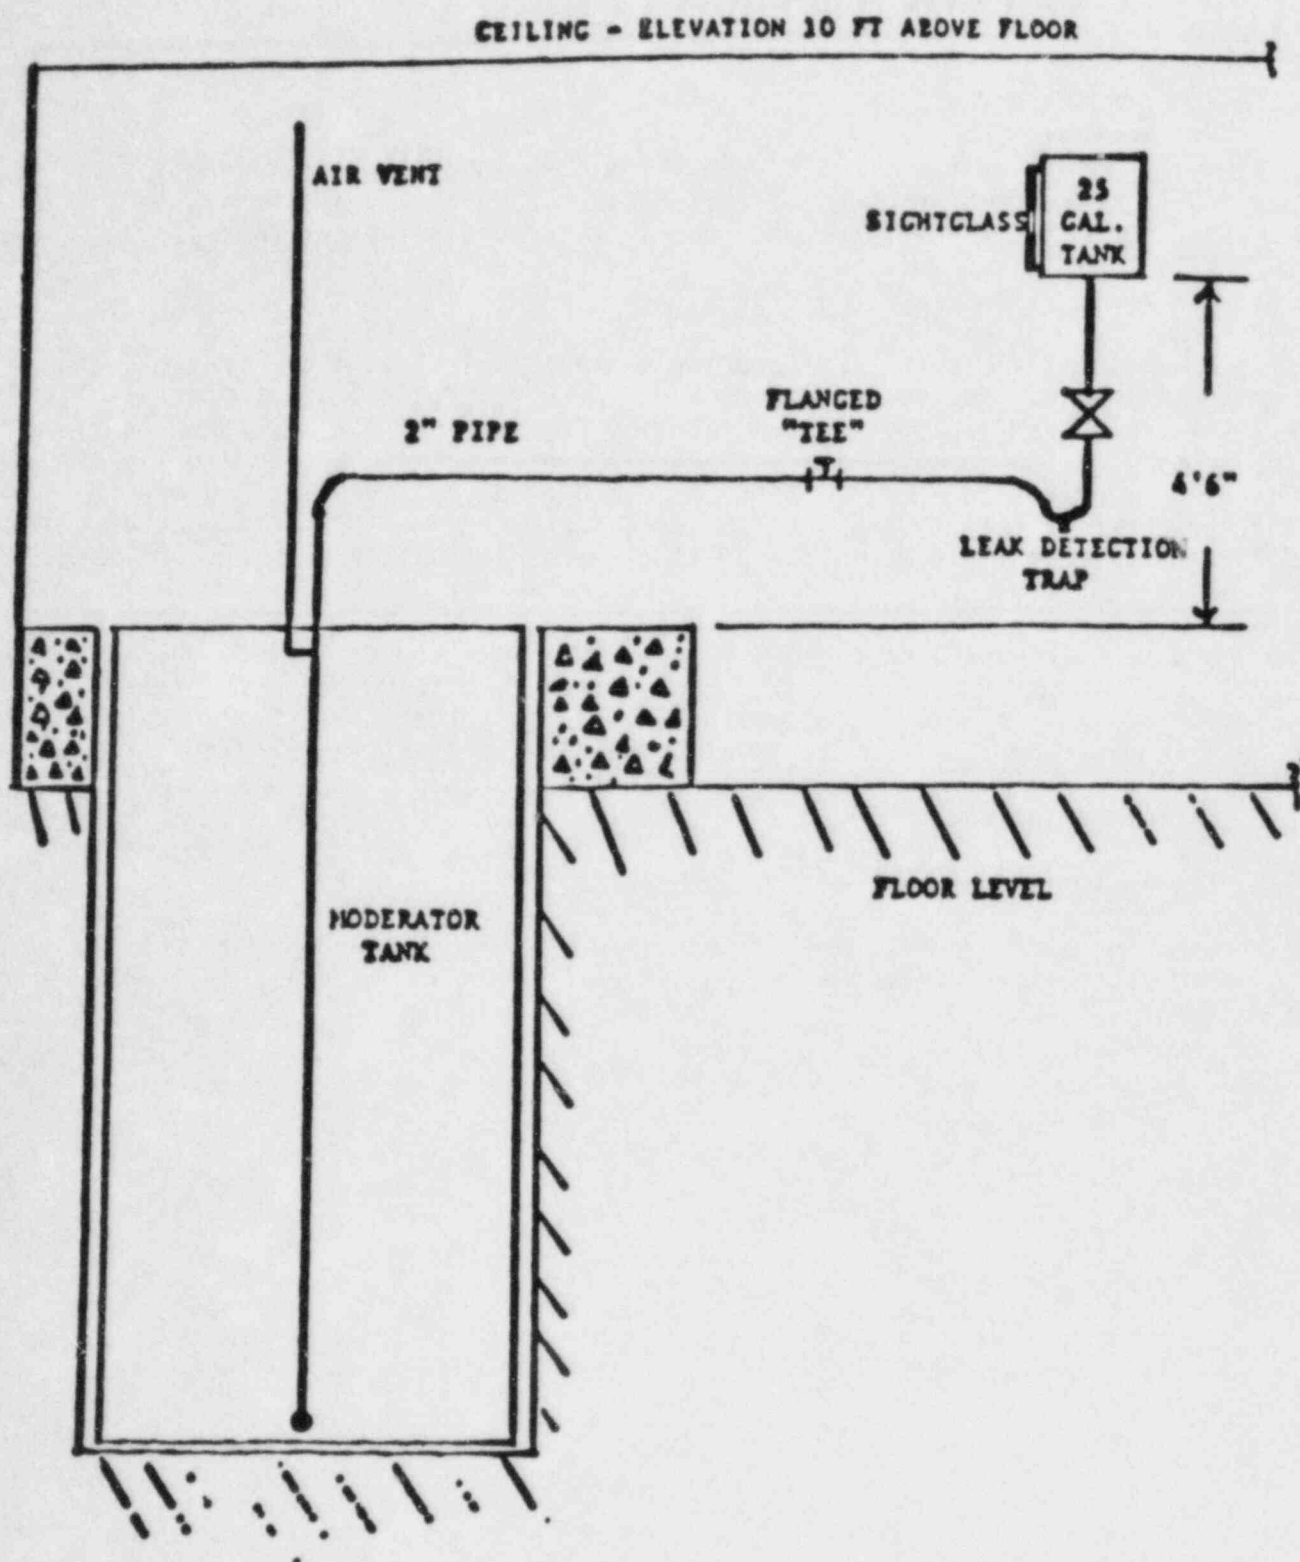 CEILING - ELEVATION 10 FT ABOVE FLOOR
AIR VENT
SIGHTGLASS
25
GAL.
TANK
FLANGED
"TEE"
2" PIPE
4'6"
LEAK DETECTION
TRAP
FLOOR LEVEL
MODERATOR
TANK